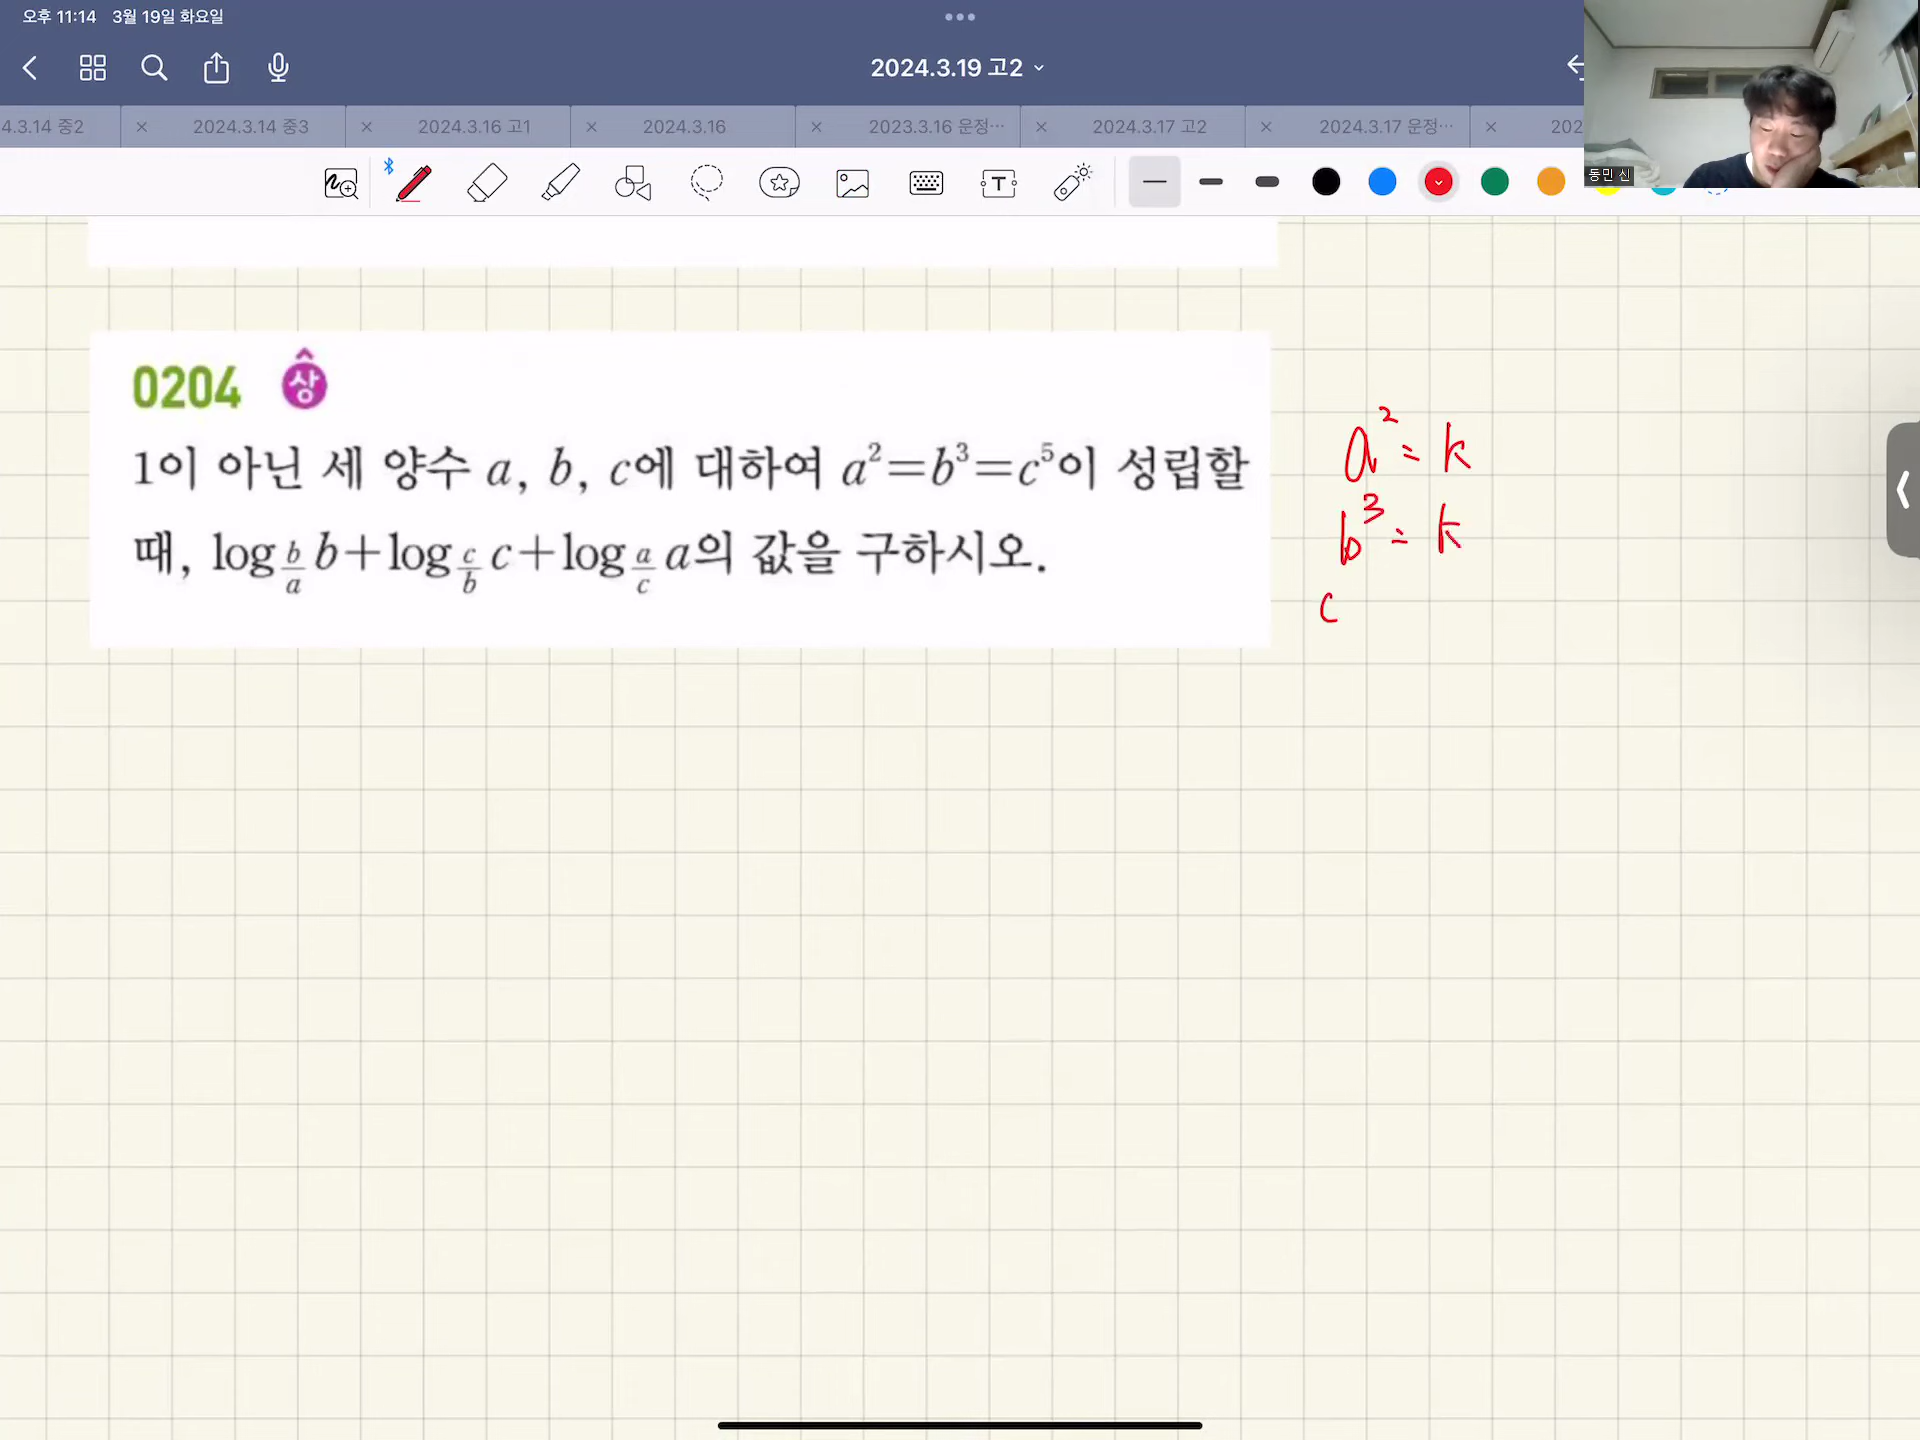 오후 11:14 3월 19일 화요일
2024.3.19 고2
4.3.14 중2
2024.3.14 중3
2024.3.16 고1
2024.3.16
2023.3.16 운정…
2024.3.17 고2
2024.3.17 운정…
202
T
동민 신
0204 상
1이 아닌 세 양수 a, b, c에 대하여 a²=b³=c⁵이 성립할
때, log_{b/a} b+log_{c/b} c+log_{a/c} a의 값을 구하시오.
a² = k
b³ = k
c